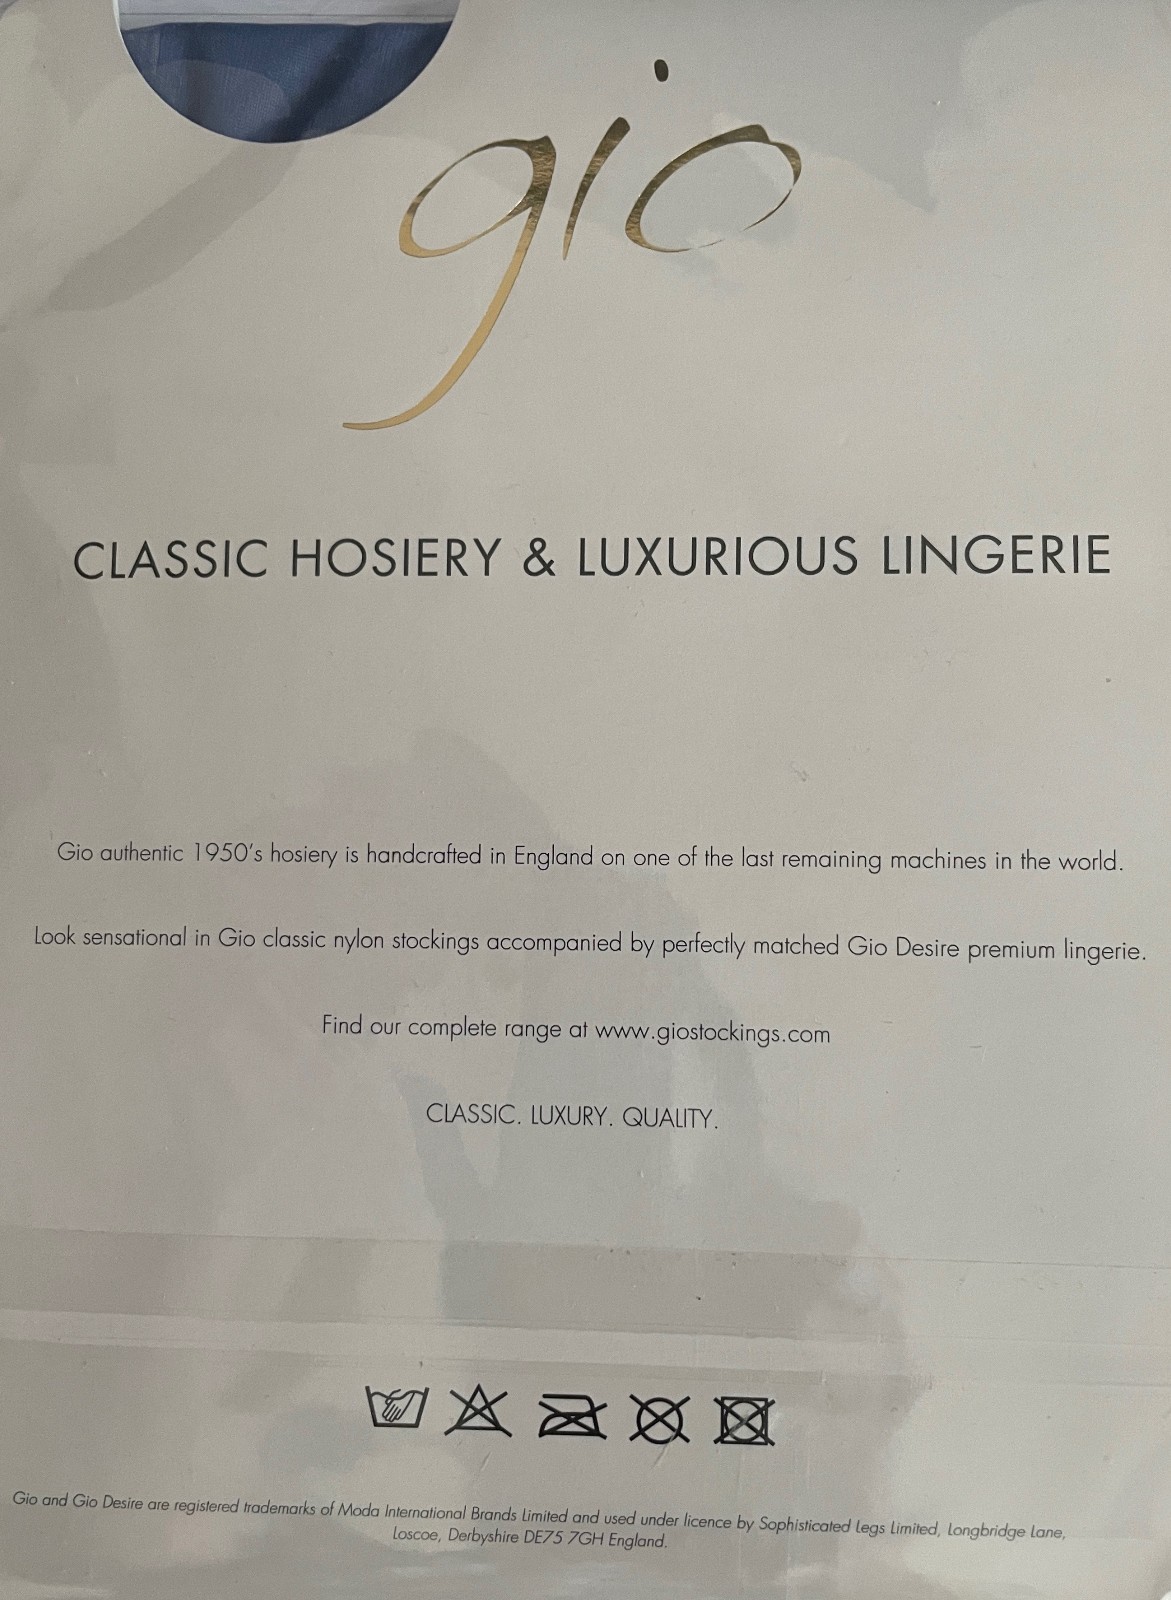 gio
CLASSIC HOSIERY & LUXURIOUS LINGERIE
Gio authentic 1950's hosiery is handcrafted in England on one of the last remaining machines in the world.
Look sensational in Gio classic nylon stockings accompanied by perfectly matched Gio Desire premium lingerie.
Find our complete range at www.giostockings.com
CLASSIC. LUXURY. QUALITY.
Gio and Gio Desire are registered trademarks of Moda International Brands Limited and used under licence by Sophisticated Legs Limited, Longbridge Lane,
Loscoe, Derbyshire DE75 7GH England.